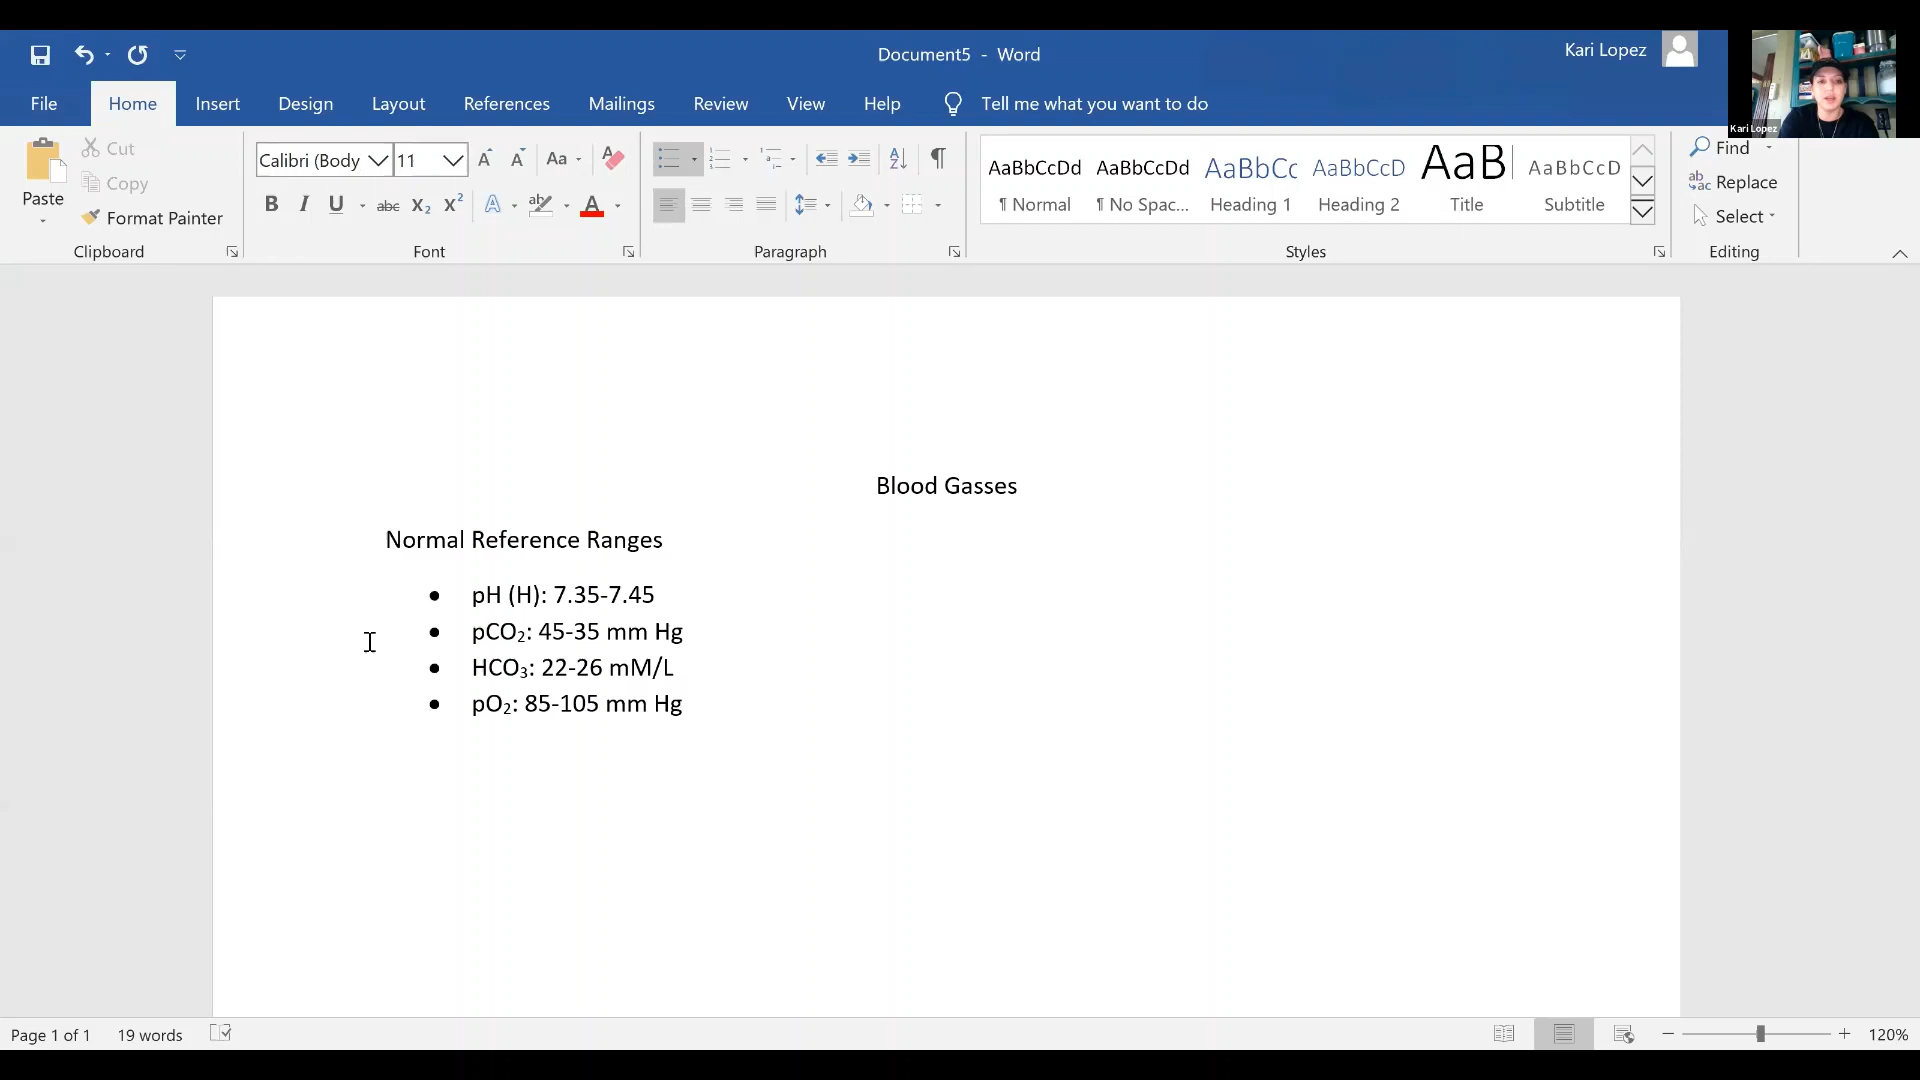 Document5 - Word
Kari Lopez
Kari Lopez
File Home Insert Design Layout References Mailings Review View Help Tell me what you want to do
Paste
Cut
Copy
Format Painter
Clipboard
Calibri (Body 11
Font
Paragraph
AaBbCcDd AaBbCcDd AaBbCc AaBbCcD AaB AaBbCcD
¶ Normal ¶ No Spac... Heading 1 Heading 2 Title Subtitle
Styles
Find
Replace
Select
Editing
Blood Gasses
Normal Reference Ranges
• pH (H): 7.35-7.45
• pCO₂: 45-35 mm Hg
• HCO₃: 22-26 mM/L
• pO₂: 85-105 mm Hg
Page 1 of 1 19 words 120%